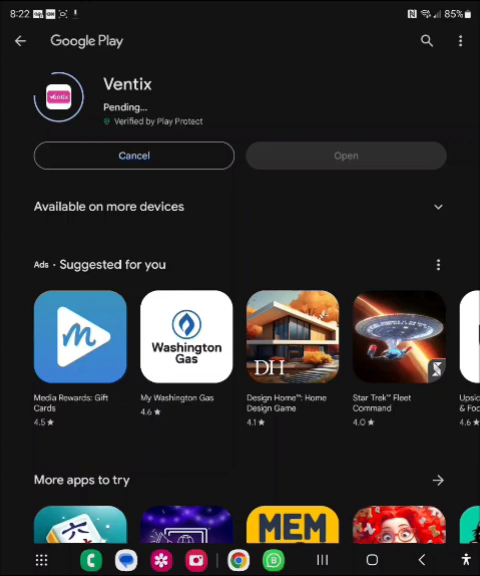 8:22
85%
Google Play
ventix
Ventix
Pending...
Verified by Play Protect
Cancel
Open
Available on more devices
Ads • Suggested for you
Washington
Gas
DH
Media Rewards: Gift
Cards
4.5★
My Washington Gas
4.6★
Design Home™: Home
Design Game
4.1★
Star Trek™ Fleet
Command
4.0★
Upsid
& Foo
4.6★
More apps to try
MEM